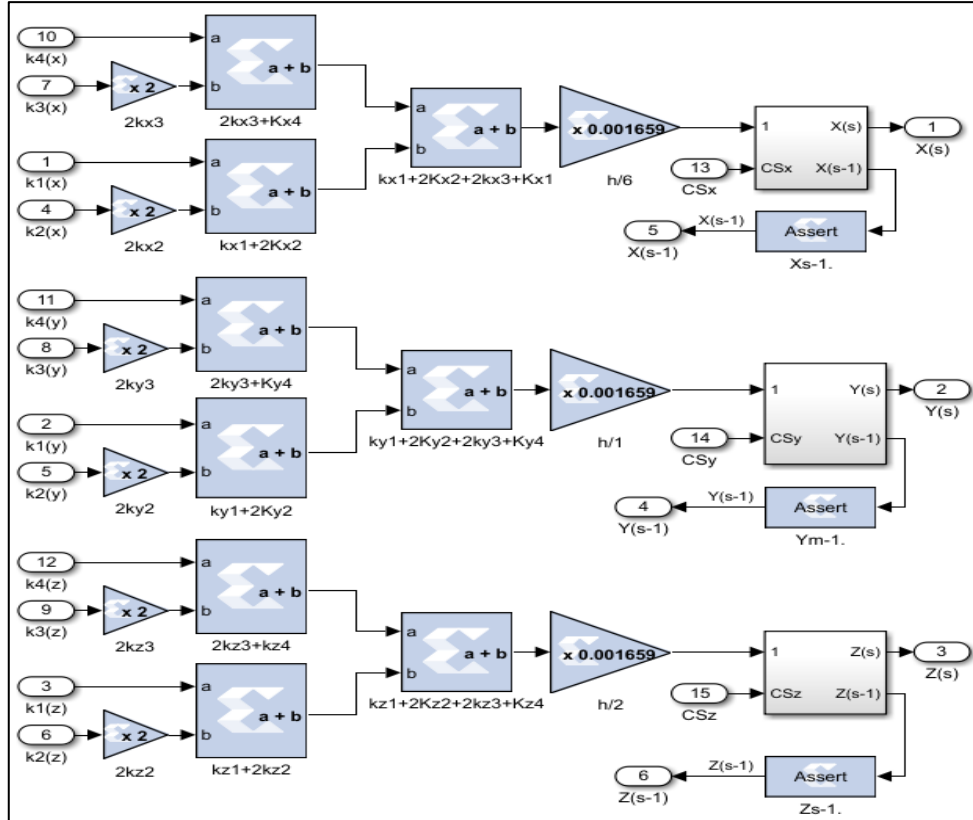 10
k4(x)
7
k3(x)
x 2
2kx3
a
b
a + b
2kx3+Kx4
1
k1(x)
4
k2(x)
x 2
2kx2
a
b
a + b
kx1+2Kx2
a
b
a + b
kx1+2Kx2+2kx3+Kx1
x 0.001659
h/6
13
CSx
1
CSx
X(s)
X(s-1)
1
X(s)
Assert
Xs-1.
X(s-1)
5
X(s-1)
11
k4(y)
8
k3(y)
x 2
2ky3
a
b
a + b
2ky3+Ky4
2
k1(y)
5
k2(y)
x 2
2ky2
a
b
a + b
ky1+2Ky2
a
b
a + b
ky1+2Ky2+2ky3+Ky4
x 0.001659
h/1
14
CSy
1
CSy
Y(s)
Y(s-1)
2
Y(s)
Assert
Ym-1.
Y(s-1)
4
Y(s-1)
12
k4(z)
9
k3(z)
x 2
2kz3
a
b
a + b
2kz3+kz4
3
k1(z)
6
k2(z)
x 2
2kz2
a
b
a + b
kz1+2kz2
a
b
a + b
kz1+2Kz2+2kz3+Kz4
x 0.001659
h/2
15
CSz
1
CSz
Z(s)
Z(s-1)
3
Z(s)
Assert
Zs-1.
Z(s-1)
6
Z(s-1)